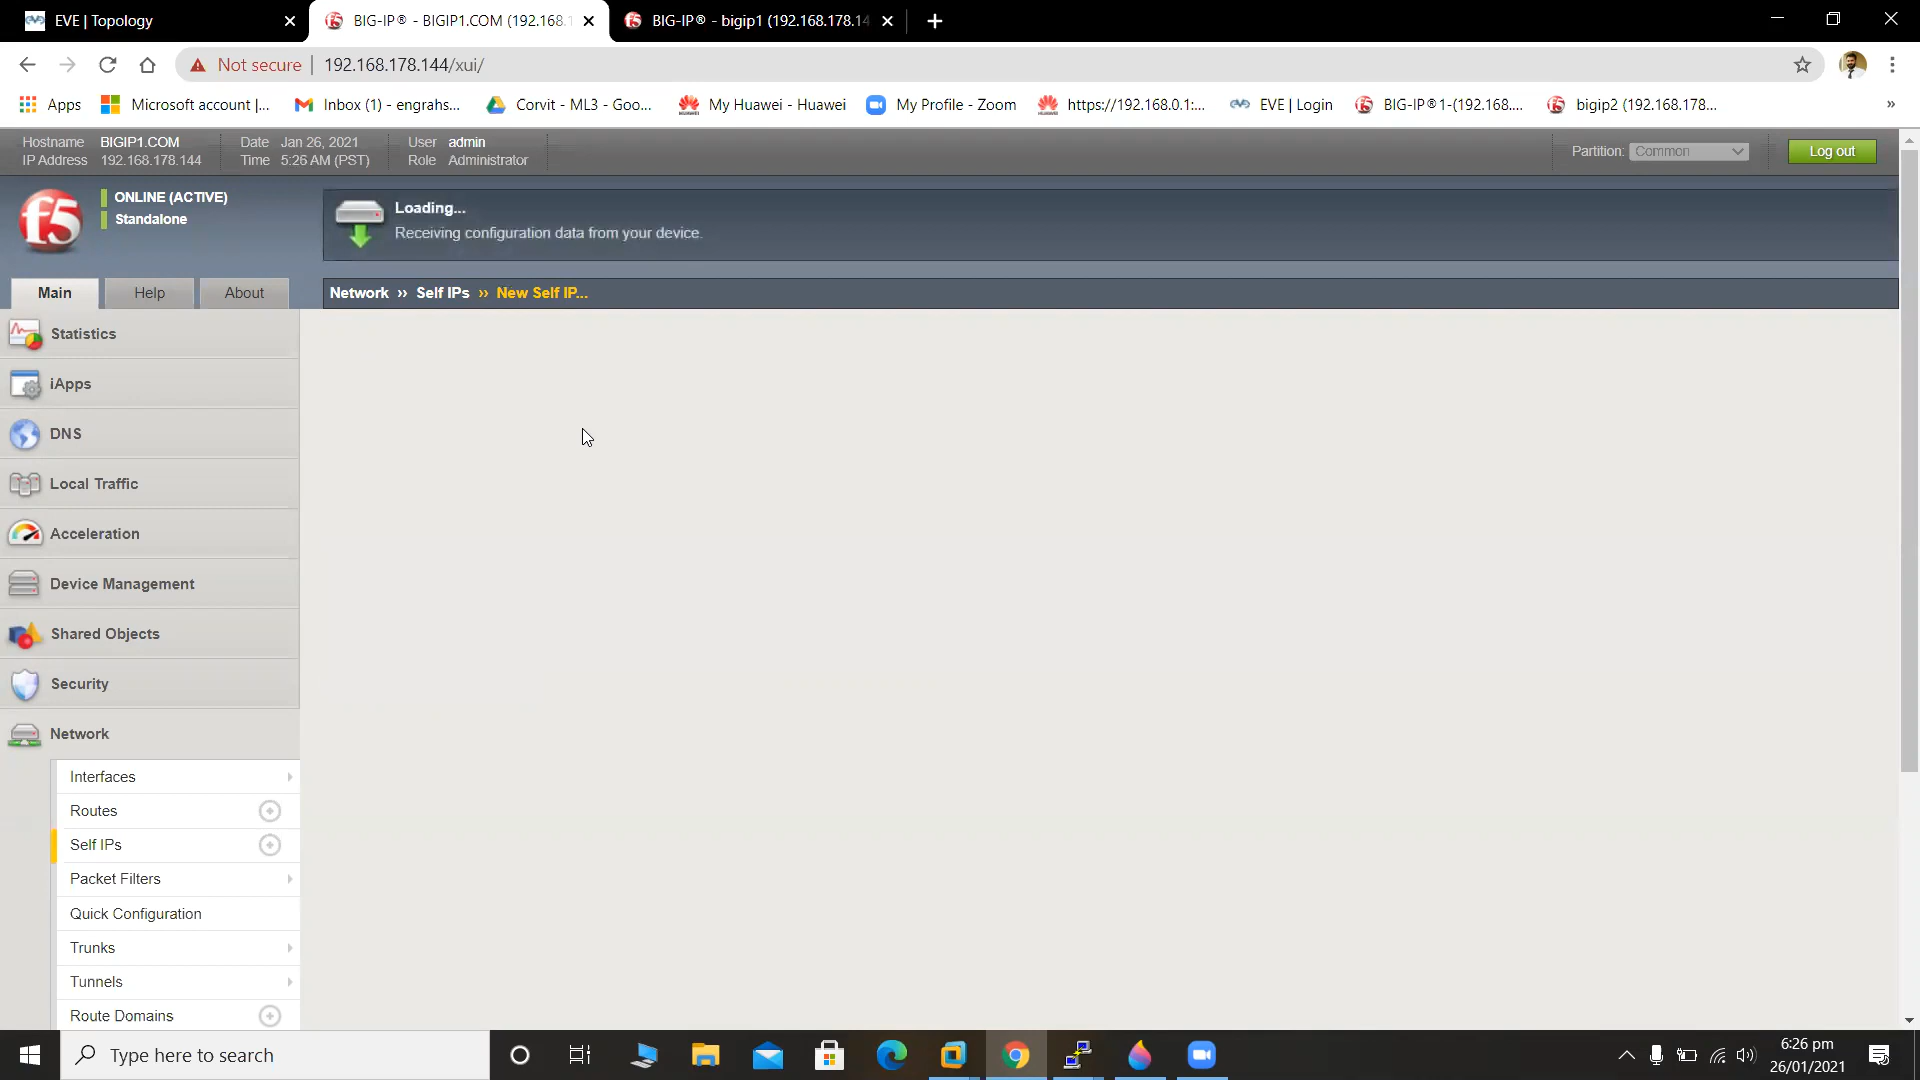 EVE | Topology
BIG-IP® - BIGIP1.COM (192.168.1
BIG-IP® - bigip1 (192.168.178.14
Not secure
192.168.178.144/xui/
Apps
Microsoft account |...
Inbox (1) - engrahs...
Corvit - ML3 - Goo...
My Huawei - Huawei
My Profile - Zoom
https://192.168.0.1:...
EVE | Login
BIG-IP®1-(192.168....
bigip2 (192.168.178...
»
Hostname BIGIP1.COM
IP Address 192.168.178.144
Date Jan 26, 2021
Time 5:26 AM (PST)
User admin
Role Administrator
Partition: Common
Log out
f5
ONLINE (ACTIVE)
Standalone
Loading...
Receiving configuration data from your device.
Main
Help
About
Network ›› Self IPs ›› New Self IP...
Statistics
iApps
DNS
Local Traffic
Acceleration
Device Management
Shared Objects
Security
Network
Interfaces
Routes
Self IPs
Packet Filters
Quick Configuration
Trunks
Tunnels
Route Domains
Type here to search
6:26 pm
26/01/2021